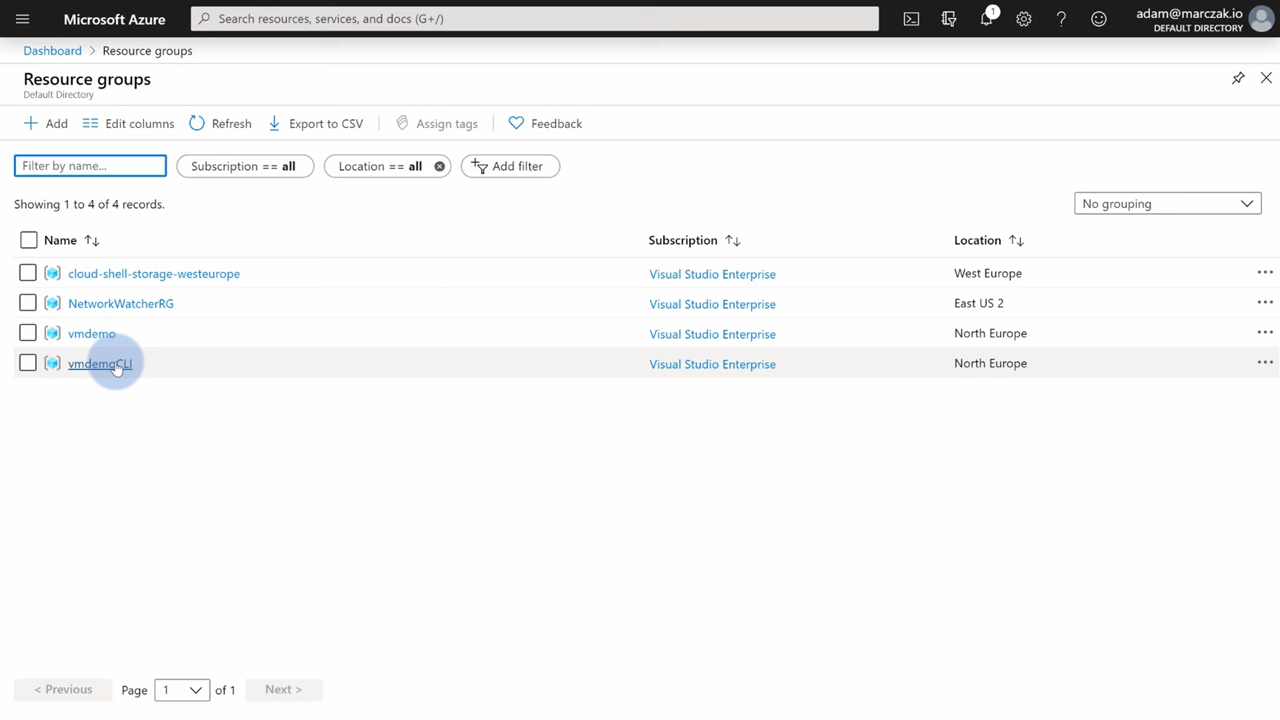 Microsoft Azure
Search resources, services, and docs (G+/)
1
adam@marczak.io
DEFAULT DIRECTORY
Dashboard > Resource groups
Resource groups
Default Directory
+ Add
Edit columns
Refresh
Export to CSV
Assign tags
Feedback
Filter by name...
Subscription == all
Location == all
Add filter
Showing 1 to 4 of 4 records.
No grouping
Name
Subscription
Location
cloud-shell-storage-westeurope
Visual Studio Enterprise
West Europe
NetworkWatcherRG
Visual Studio Enterprise
East US 2
vmdemo
Visual Studio Enterprise
North Europe
vmdemoCLI
Visual Studio Enterprise
North Europe
< Previous
Page 1 of 1
Next >